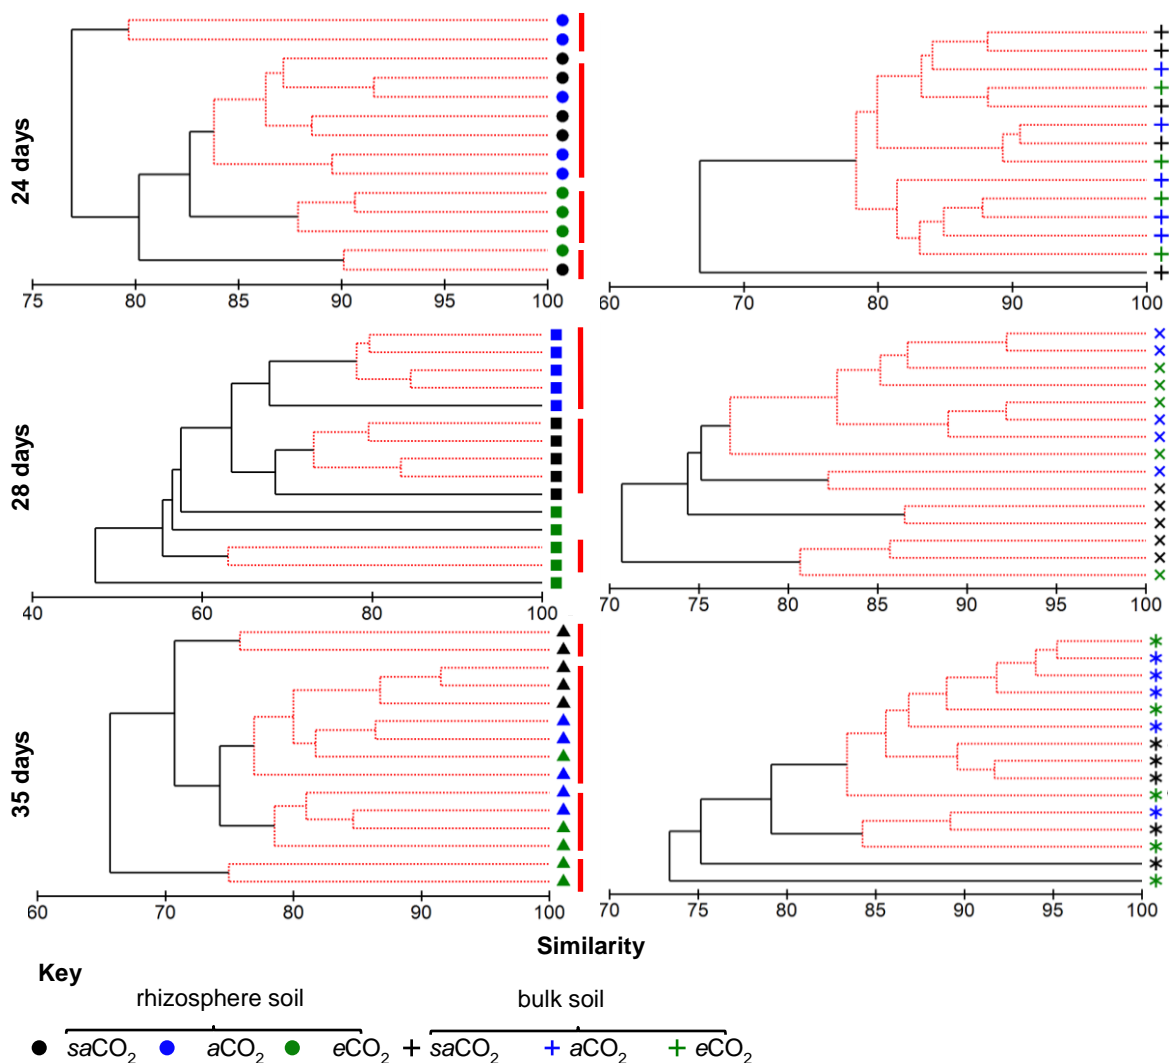 24 days
75 80 85 90 95 100
60 70 80 90 100
28 days
40 60 80 100
70 75 80 85 90 95 100
35 days
60 70 80 90 100
70 75 80 85 90 95 100
Similarity
Key
rhizosphere soil bulk soil
saCO₂ aCO₂ eCO₂ saCO₂ aCO₂ eCO₂